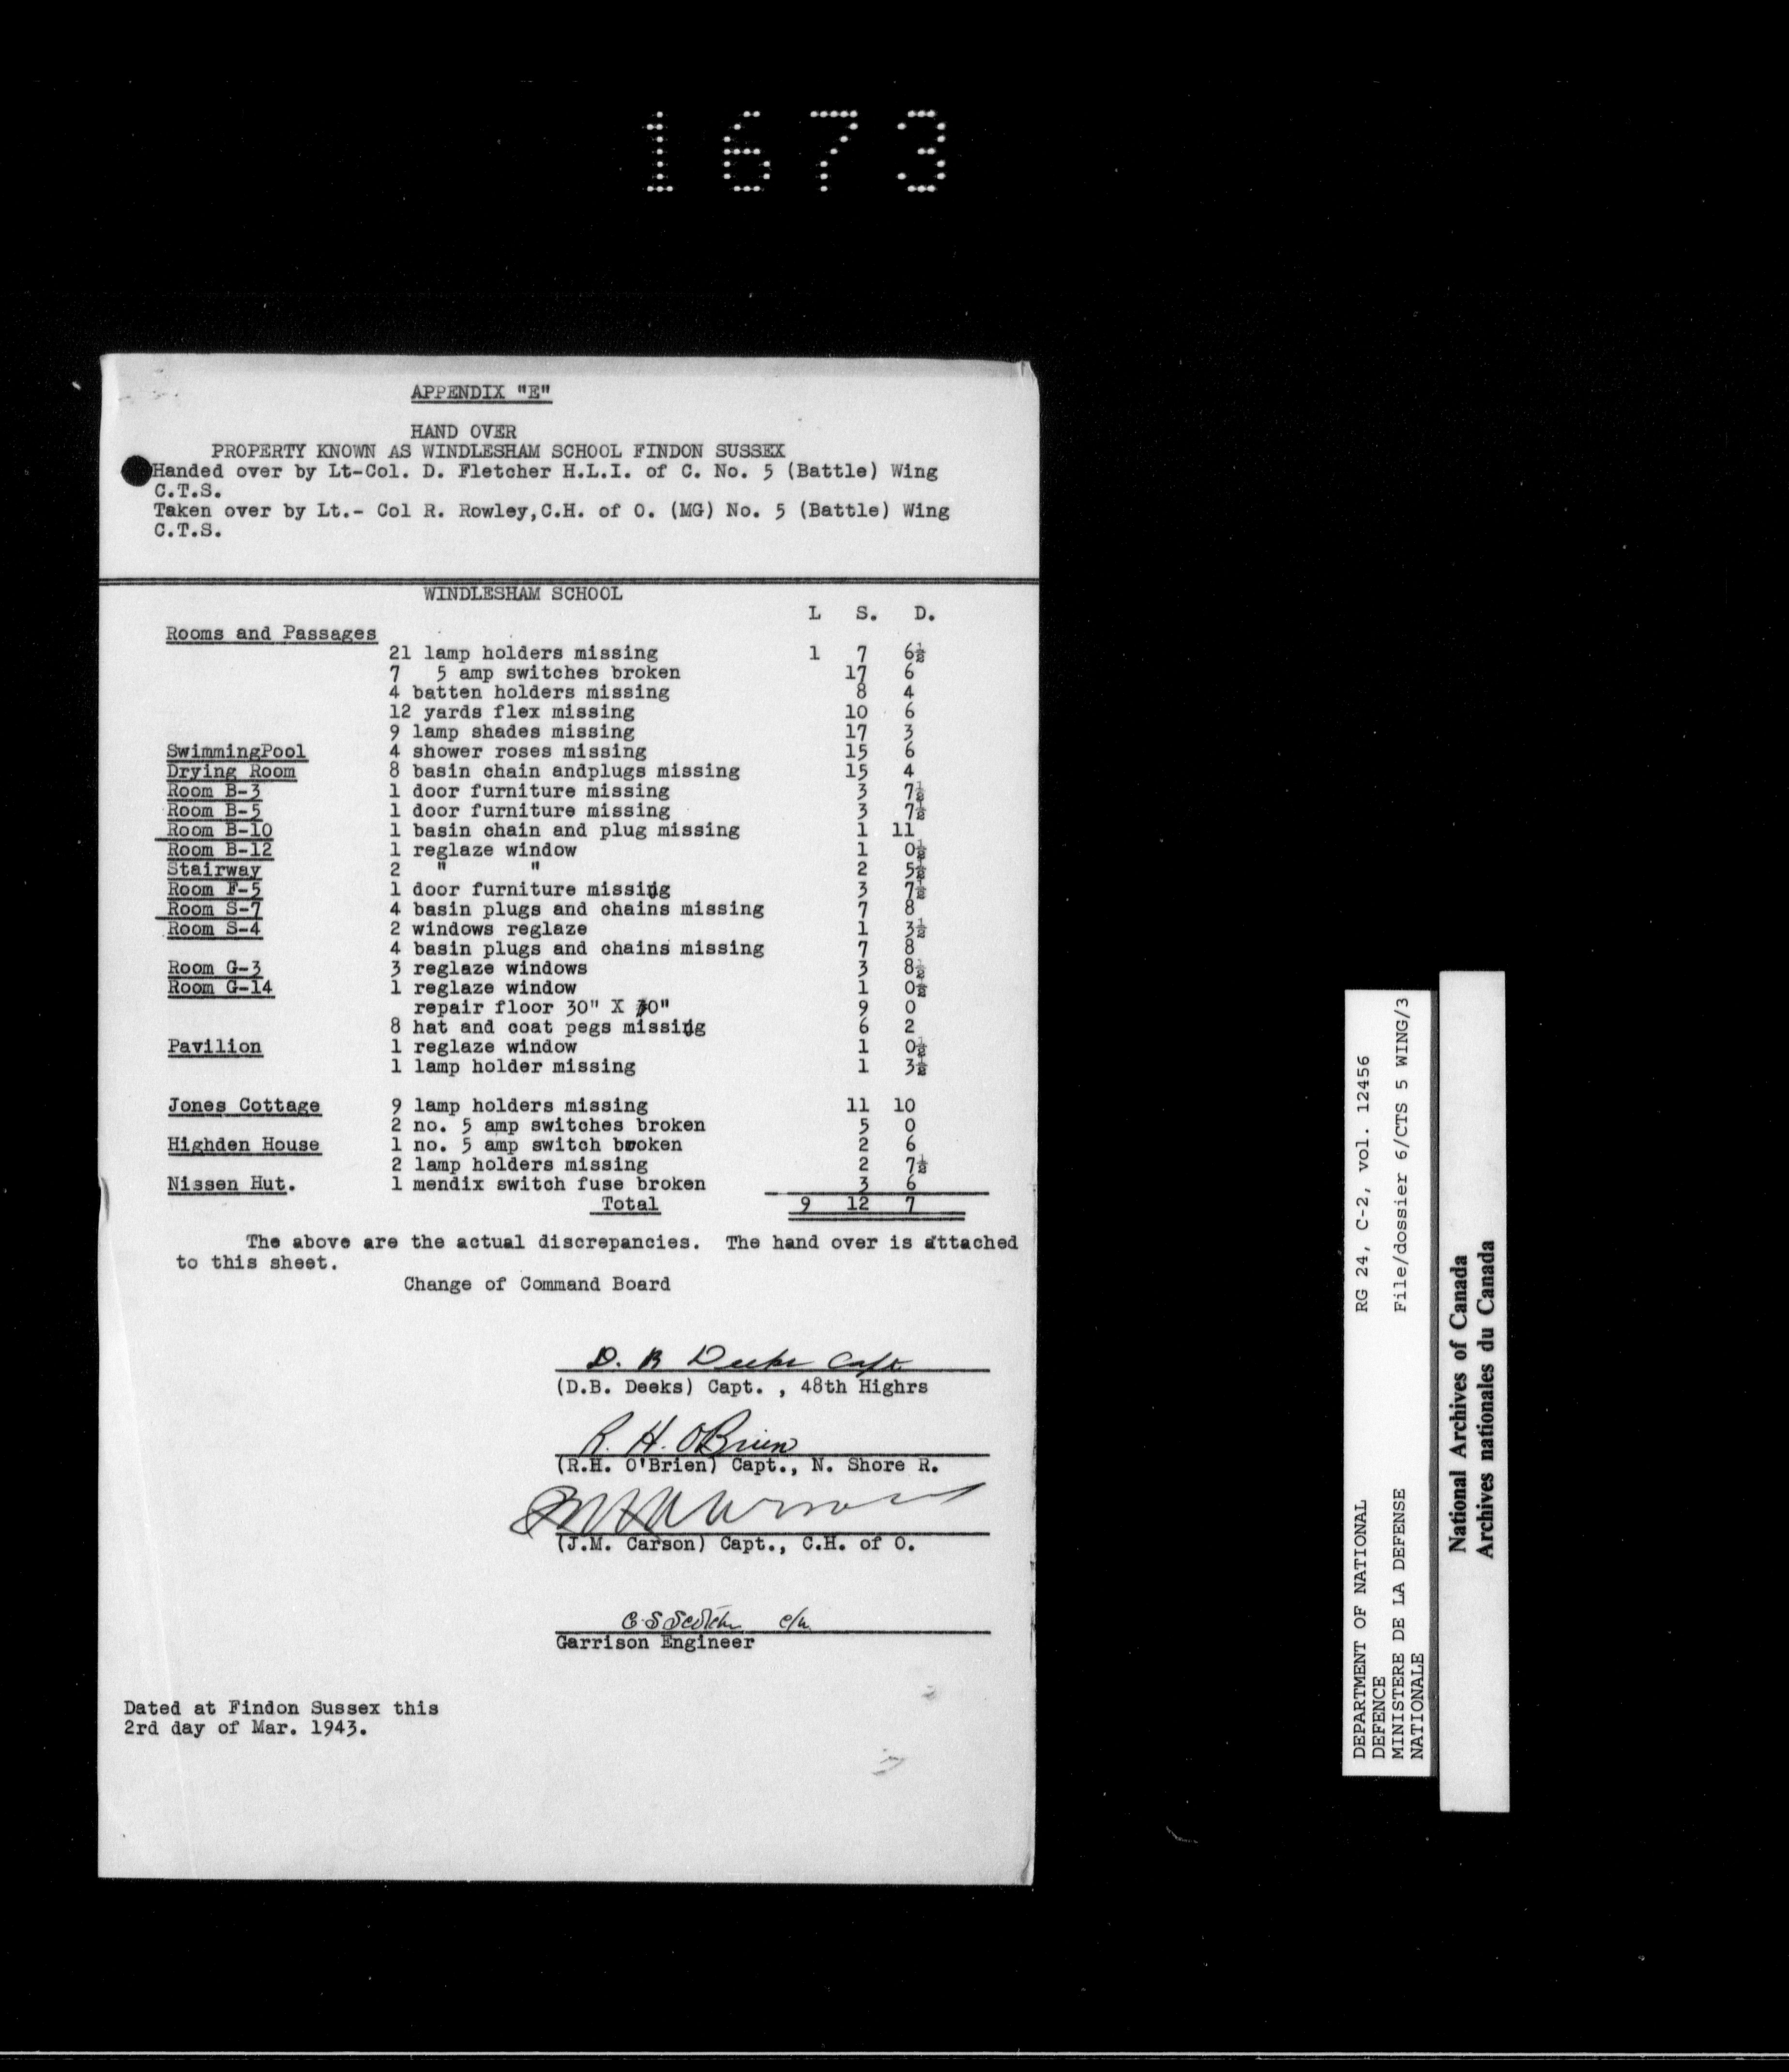 1673
APPENDIX "E"
HAND OVER
PROPERTY KNOWN AS WINDLESHAM SCHOOL FINDON SUSSEX
Handed over by Lt-Col. D. Fletcher H.L.I. of C. No. 5 (Battle) Wing
C.T.S.
Taken over by Lt.- Col R. Rowley,C.H. of O. (MG) No. 5 (Battle) Wing
C.T.S.
WINDLESHAM SCHOOL
L S. D.
Rooms and Passages
21 lamp holders missing 1 7 6½
7 5 amp switches broken 17 6
4 batten holders missing 8 4
12 yards flex missing 10 6
9 lamp shades missing 17 3
SwimmingPool 4 shower roses missing 15 6
Drying Room 8 basin chain andplugs missing 15 4
Room B-3 1 door furniture missing 3 7½
Room B-5 1 door furniture missing 3 7½
Room B-10 1 basin chain and plug missing 1 11
Room B-12 1 reglaze window 1 0½
Stairway 2 " " 2 5½
Room F-5 1 door furniture missing 3 7½
Room S-7 4 basin plugs and chains missing 7 8
Room S-4 2 windows reglaze 1 3½
4 basin plugs and chains missing 7 8
Room G-3 3 reglaze windows 3 8½
Room G-14 1 reglaze window 1 0½
repair floor 30" X 0" 9 0
8 hat and coat pegs missing 6 2
Pavilion 1 reglaze window 1 0½
1 lamp holder missing 1 3½
Jones Cottage 9 lamp holders missing 11 10
2 no. 5 amp switches broken 5 0
Highden House 1 no. 5 amp switch broken 2 6
2 lamp holders missing 2 7½
Nissen Hut. 1 mendix switch fuse broken 3 6
Total 9 12 7
The above are the actual discrepancies. The hand over is attached
to this sheet.
Change of Command Board
D. B Deeks Capt
(D.B. Deeks) Capt. , 48th Highrs
R. H. O'Brien
(R.H. O'Brien) Capt., N. Shore R.
(J.M. Carson) Capt., C.H. of O.
Garrison Engineer
Dated at Findon Sussex this
2rd day of Mar. 1943.
DEPARTMENT OF NATIONAL RG 24, C-2, vol. 12456
DEFENCE
MINISTERE DE LA DEFENSE File/dossier 6/CTS 5 WING/3
NATIONALE
National Archives of Canada
Archives nationales du Canada